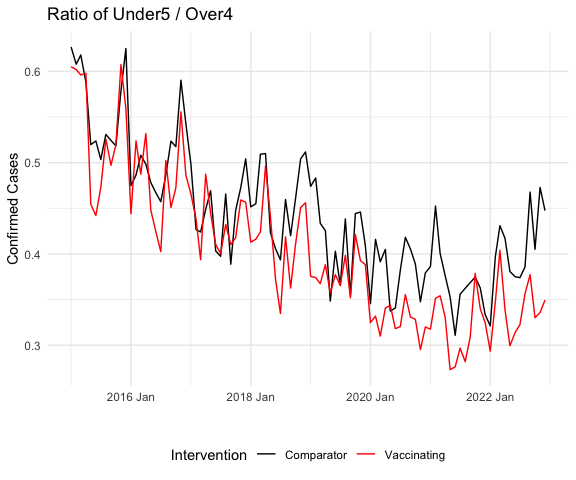 Ratio of Under5 / Over4
Confirmed Cases
0.6
0.5
0.4
0.3
2016 Jan 2018 Jan 2020 Jan 2022 Jan
Intervention Comparator Vaccinating